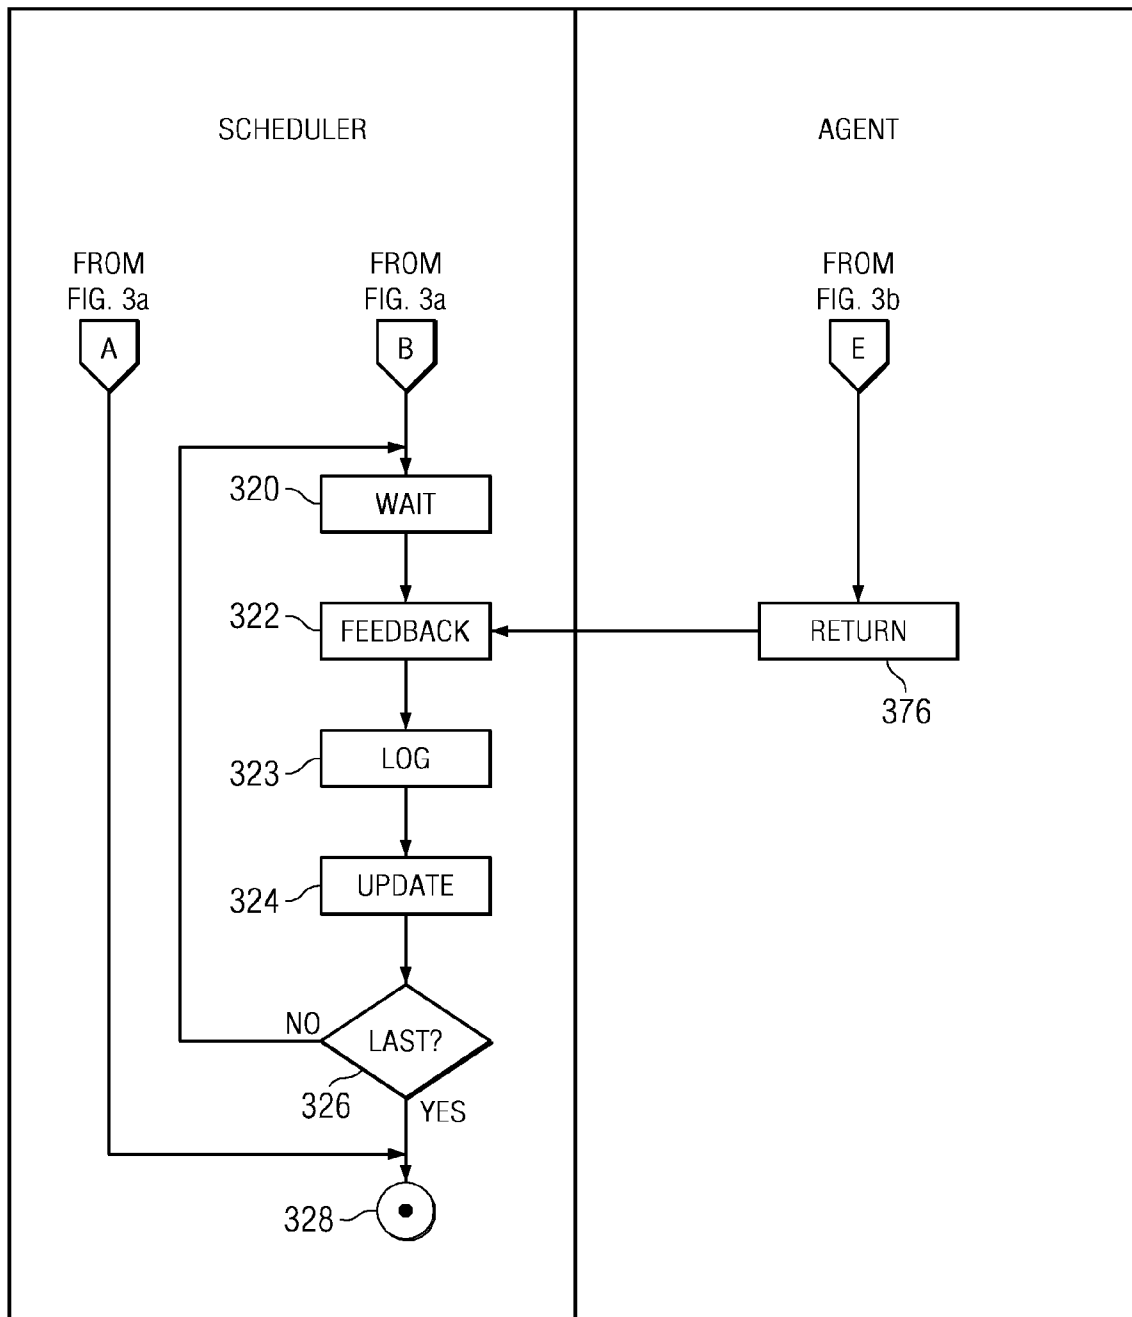 SCHEDULER
AGENT
FROM
FIG. 3a
A
FROM
FIG. 3a
B
FROM
FIG. 3b
E
320
WAIT
322
FEEDBACK
RETURN
376
323
LOG
324
UPDATE
NO
LAST?
326
YES
328